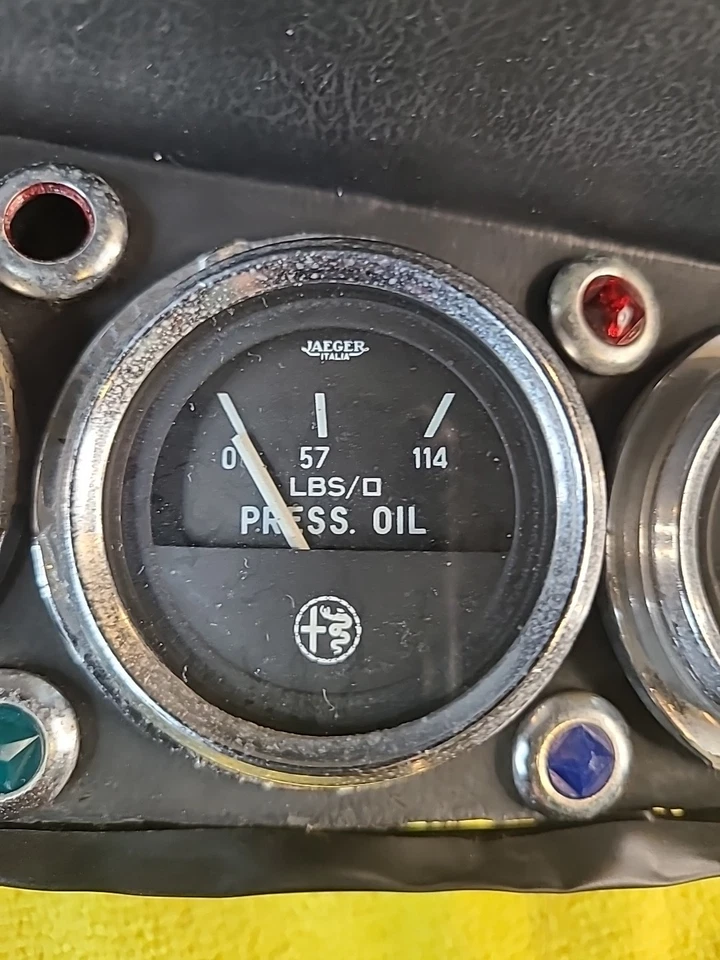 JAEGER
ITALIA
0 57 114
LBS/□
PRESS. OIL